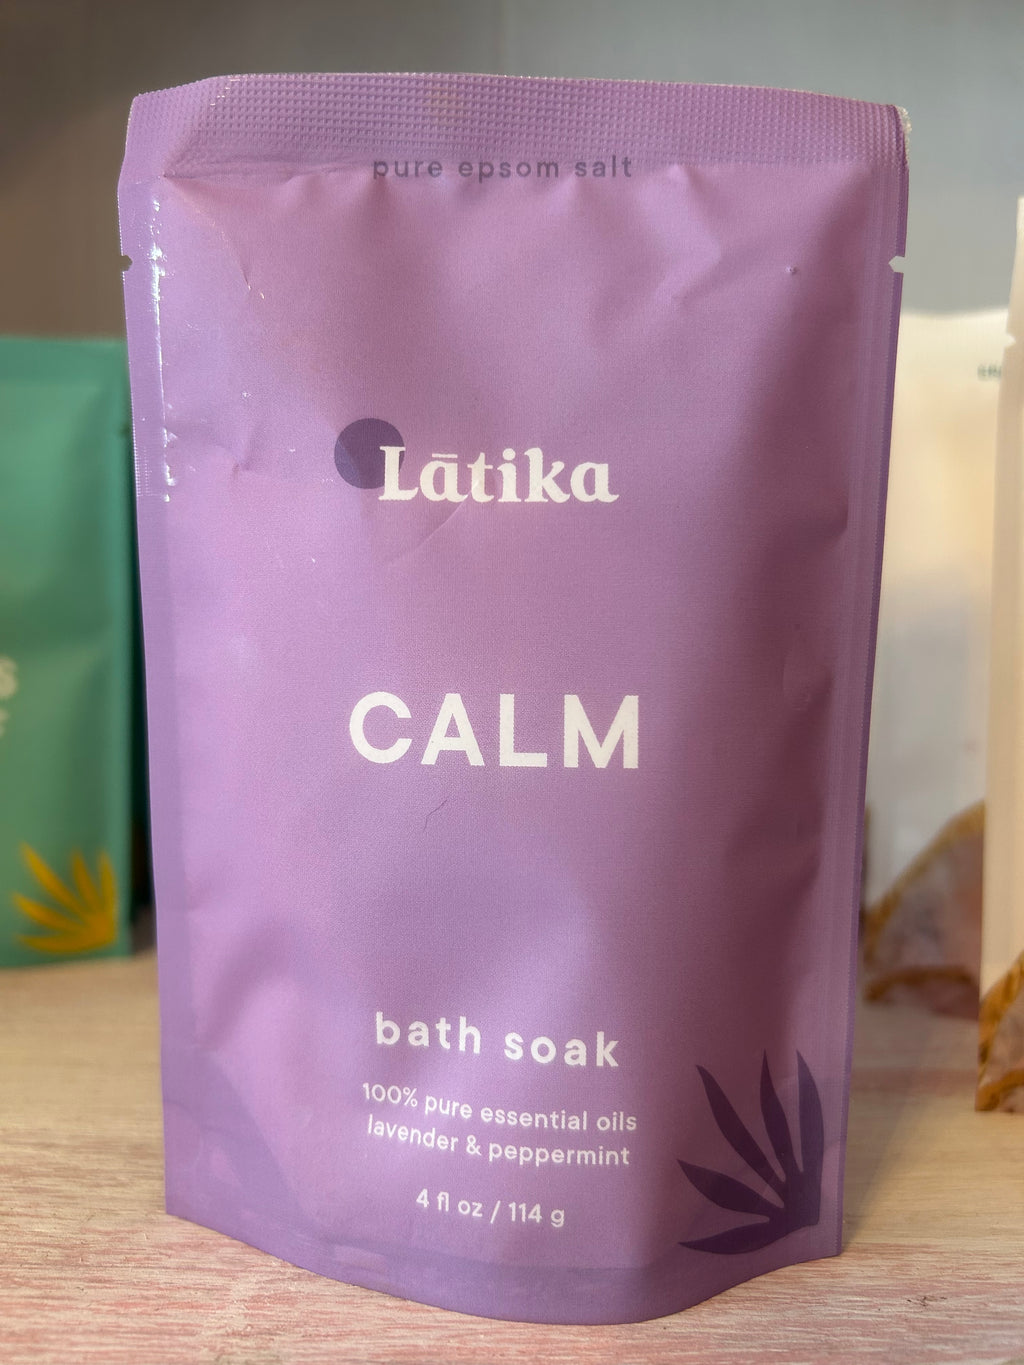 pure epsom salt
Lātika
CALM
bath soak
100% pure essential oils
lavender & peppermint
4 fl oz / 114 g